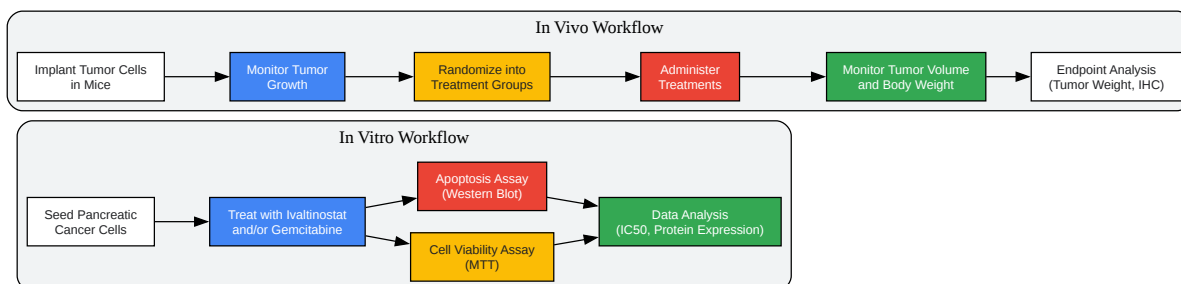 In Vivo Workflow
Implant Tumor Cells
in Mice
Monitor Tumor
Growth
Randomize into
Treatment Groups
Administer
Treatments
Monitor Tumor Volume
and Body Weight
Endpoint Analysis
(Tumor Weight, IHC)
In Vitro Workflow
Seed Pancreatic
Cancer Cells
Treat with Ivaltinostat
and/or Gemcitabine
Apoptosis Assay
(Western Blot)
Cell Viability Assay
(MTT)
Data Analysis
(IC50, Protein Expression)